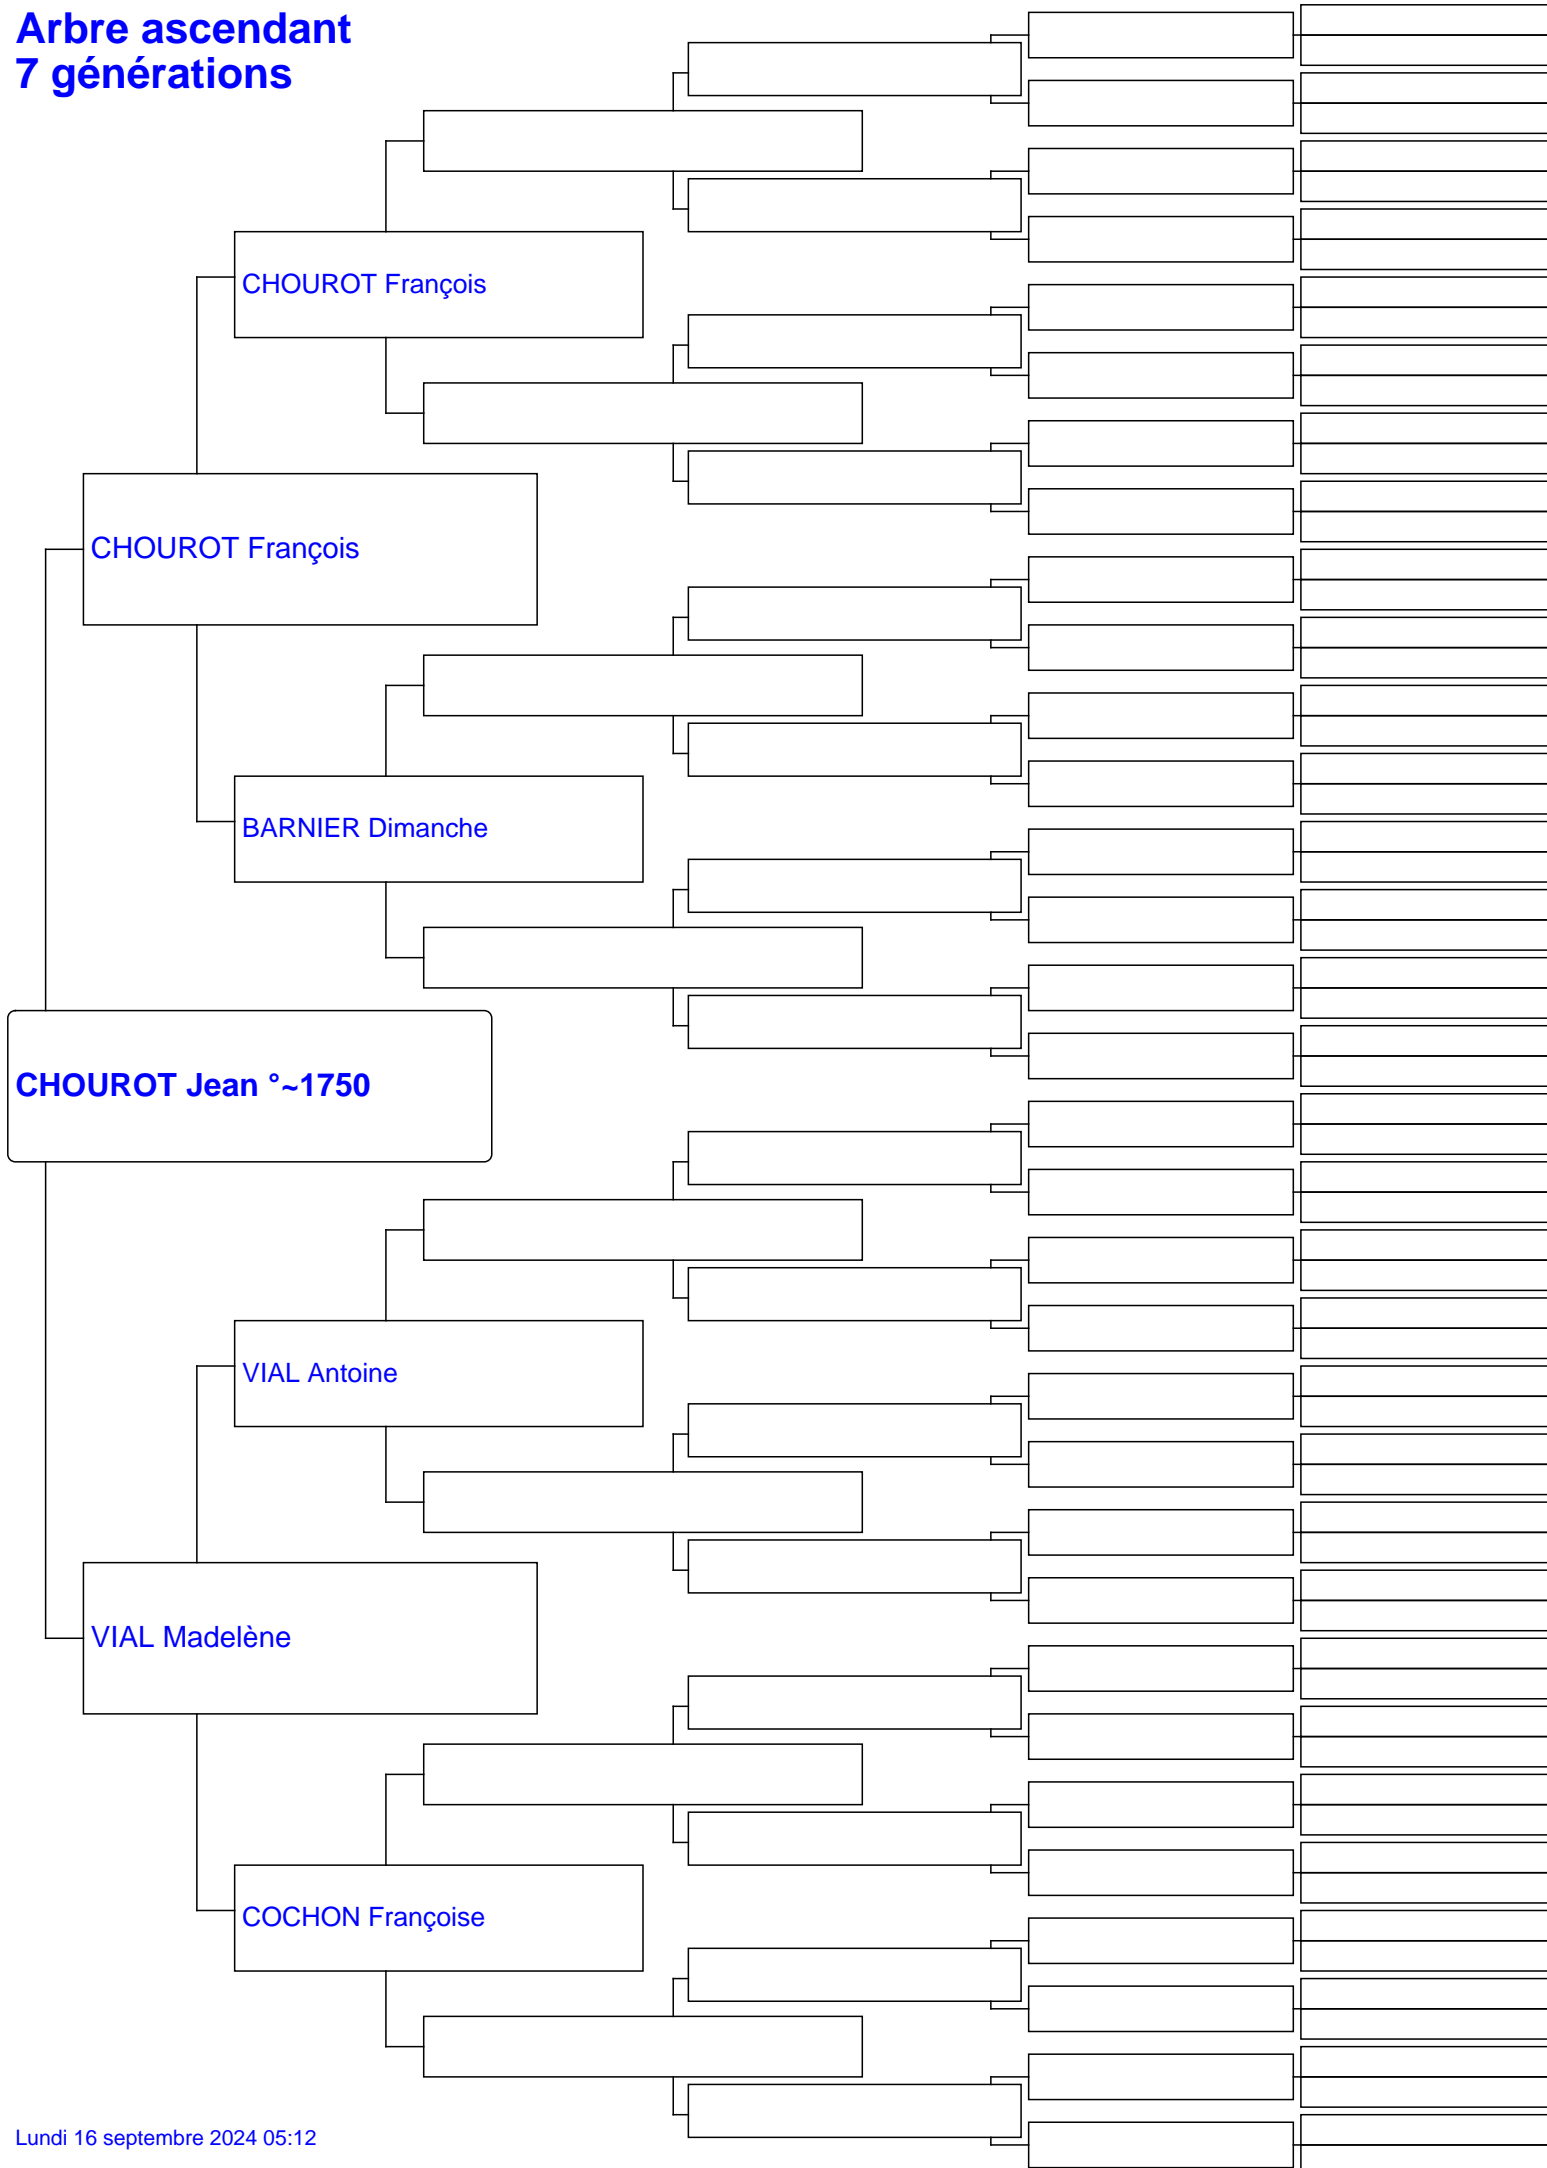 Arbre ascendant
7 générations
CHOUROT François
CHOUROT François
BARNIER Dimanche
CHOUROT Jean °~1750
VIAL Antoine
VIAL Madelène
COCHON Françoise
Lundi 16 septembre 2024 05:12